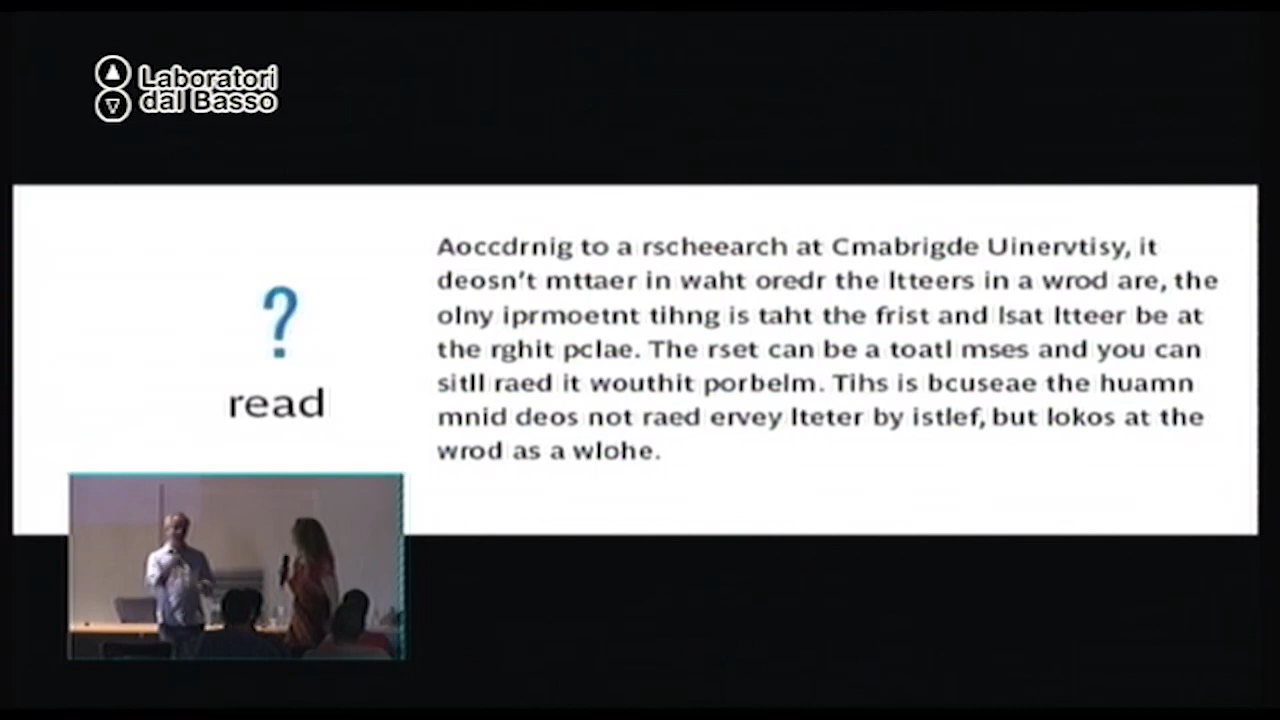 Laboratori
dal Basso
?
read
Aoccdrnig to a rscheearch at Cmabrigde Uinervtisy, it
deosn't mttaer in waht oredr the ltteers in a wrod are, the
olny iprmoetnt tihng is taht the frist and lsat ltteer be at
the rghit pclae. The rset can be a toatl mses and you can
sitll raed it wouthit porbelm. Tihs is bcuseae the huamn
mnid deos not raed ervey lteter by istlef, but lokos at the
wrod as a wlohe.